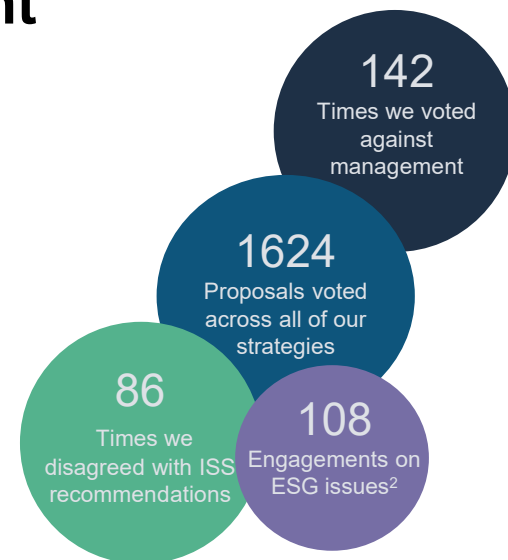 142
Times we voted
against
management
1624
Proposals voted
across all of our
strategies
86
Times we
disagreed with ISS
recommendations
108
Engagements on
ESG issues²